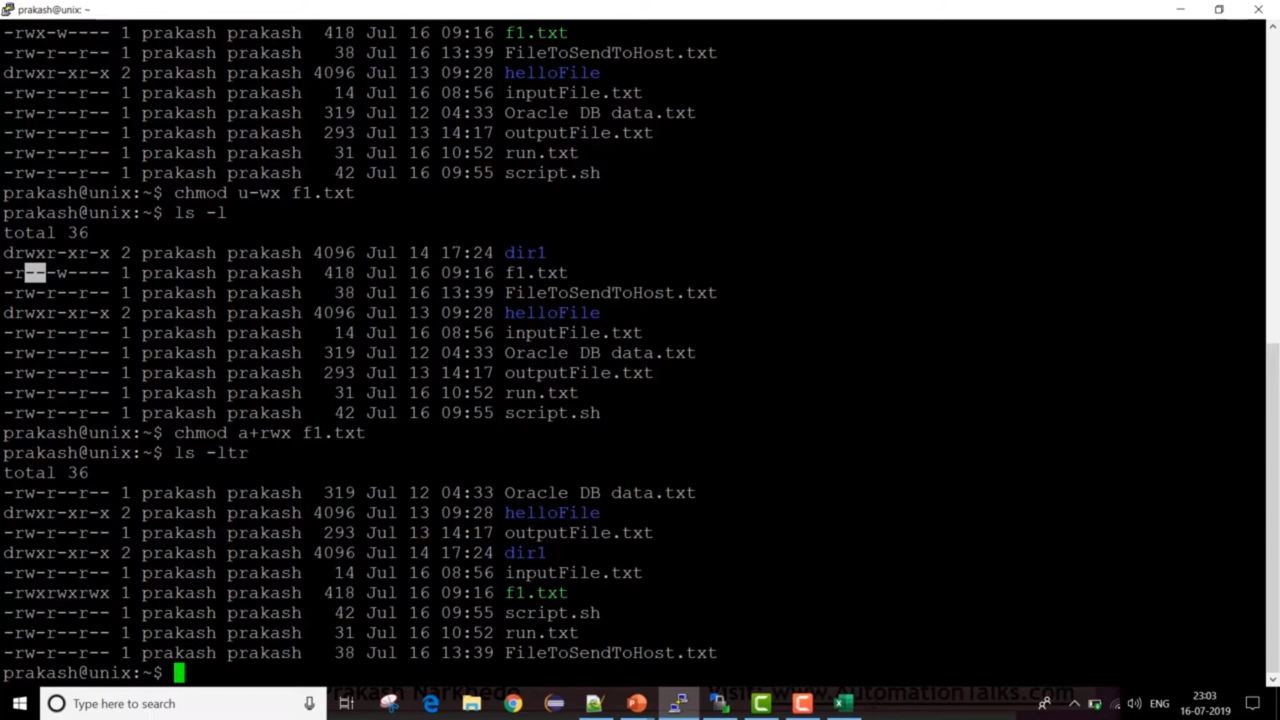 prakash@unix: ~
-rwx-w---- 1 prakash prakash  418 Jul 16 09:16 f1.txt
-rw-r--r-- 1 prakash prakash   38 Jul 16 13:39 FileToSendToHost.txt
drwxr-xr-x 2 prakash prakash 4096 Jul 13 09:28 helloFile
-rw-r--r-- 1 prakash prakash   14 Jul 16 08:56 inputFile.txt
-rw-r--r-- 1 prakash prakash  319 Jul 12 04:33 Oracle DB data.txt
-rw-r--r-- 1 prakash prakash  293 Jul 13 14:17 outputFile.txt
-rw-r--r-- 1 prakash prakash   31 Jul 16 10:52 run.txt
-rw-r--r-- 1 prakash prakash   42 Jul 16 09:55 script.sh
prakash@unix:~$ chmod u-wx f1.txt
prakash@unix:~$ ls -l
total 36
drwxr-xr-x 2 prakash prakash 4096 Jul 14 17:24 dir1
-r---w---- 1 prakash prakash  418 Jul 16 09:16 f1.txt
-rw-r--r-- 1 prakash prakash   38 Jul 16 13:39 FileToSendToHost.txt
drwxr-xr-x 2 prakash prakash 4096 Jul 13 09:28 helloFile
-rw-r--r-- 1 prakash prakash   14 Jul 16 08:56 inputFile.txt
-rw-r--r-- 1 prakash prakash  319 Jul 12 04:33 Oracle DB data.txt
-rw-r--r-- 1 prakash prakash  293 Jul 13 14:17 outputFile.txt
-rw-r--r-- 1 prakash prakash   31 Jul 16 10:52 run.txt
-rw-r--r-- 1 prakash prakash   42 Jul 16 09:55 script.sh
prakash@unix:~$ chmod a+rwx f1.txt
prakash@unix:~$ ls -ltr
total 36
-rw-r--r-- 1 prakash prakash  319 Jul 12 04:33 Oracle DB data.txt
drwxr-xr-x 2 prakash prakash 4096 Jul 13 09:28 helloFile
-rw-r--r-- 1 prakash prakash  293 Jul 13 14:17 outputFile.txt
drwxr-xr-x 2 prakash prakash 4096 Jul 14 17:24 dir1
-rw-r--r-- 1 prakash prakash   14 Jul 16 08:56 inputFile.txt
-rwxrwxrwx 1 prakash prakash  418 Jul 16 09:16 f1.txt
-rw-r--r-- 1 prakash prakash   42 Jul 16 09:55 script.sh
-rw-r--r-- 1 prakash prakash   31 Jul 16 10:52 run.txt
-rw-r--r-- 1 prakash prakash   38 Jul 16 13:39 FileToSendToHost.txt
prakash@unix:~$
Type here to search
ENG
23:03
16-07-2019